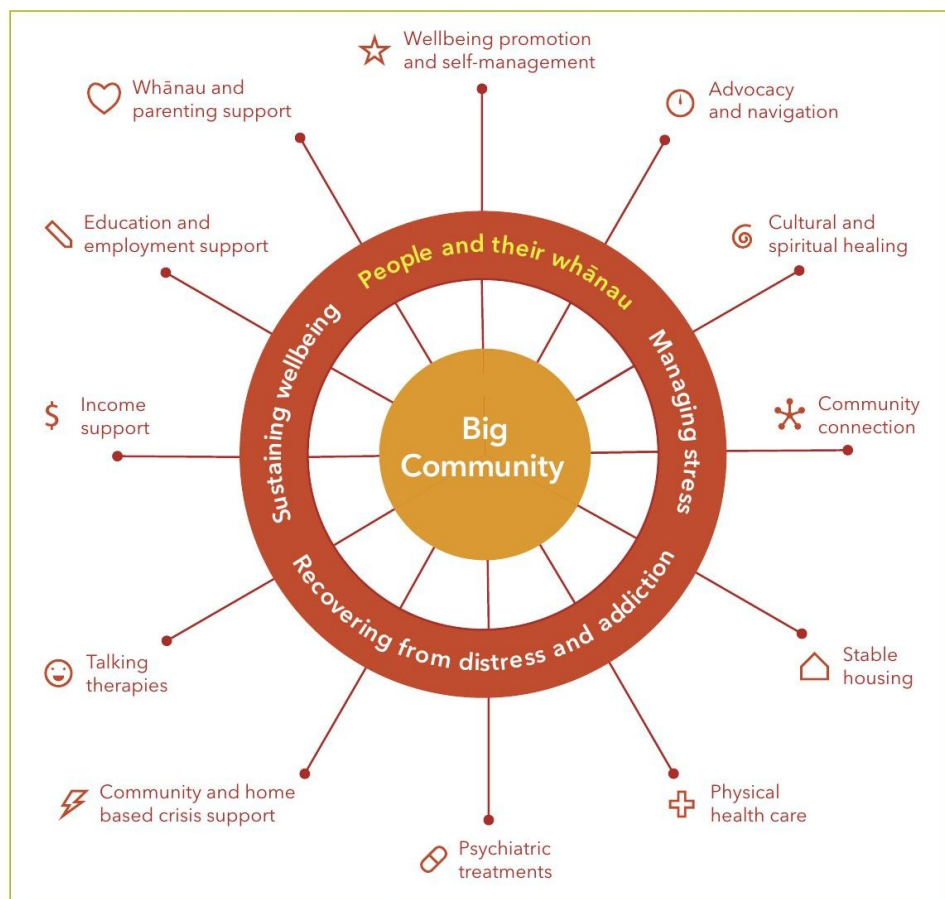 Wellbeing promotion
and self-management
Advocacy
and navigation
Cultural and
spiritual healing
Community
connection
Stable
housing
Physical
health care
Psychiatric
treatments
Community and home
based crisis support
Talking
therapies
$ Income
support
Education and
employment support
Whānau and
parenting support
People and their whānau
Managing stress
Recovering from distress and addiction
Sustaining wellbeing
Big
Community